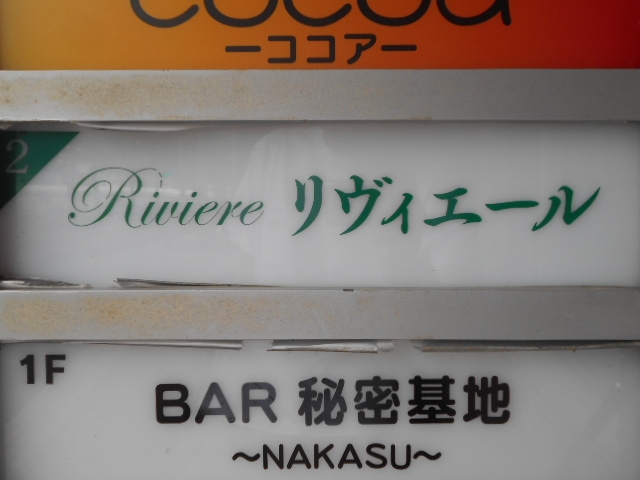 cocoa
ーココアー
2
Riviere リヴィエール
1F
BAR 秘密基地
～NAKASU～